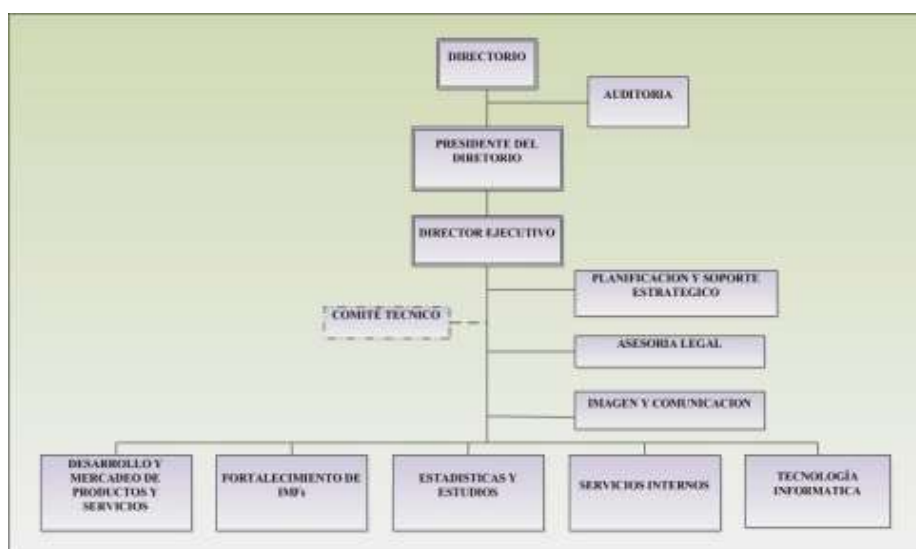 DIRECTORIO
AUDITORIA
PRESIDENTE DEL
DIRETORIO
DIRECTOR EJECUTIVO
PLANIFICACION Y SOPORTE
ESTRATEGICO
COMITÉ TECNICO
ASESORIA LEGAL
IMAGEN Y COMUNICACION
DESARROLLO Y
MERCADEO DE
PRODUCTOS Y
SERVICIOS
FORTALECIMIENTO DE
IMFs
ESTADISTICAS Y
ESTUDIOS
SERVICIOS INTERNOS
TECNOLOGÍA
INFORMATICA